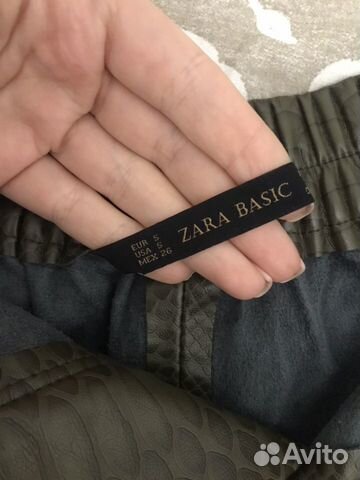 EUR S
USA S
MEX 26
ZARA BASIC
Avito